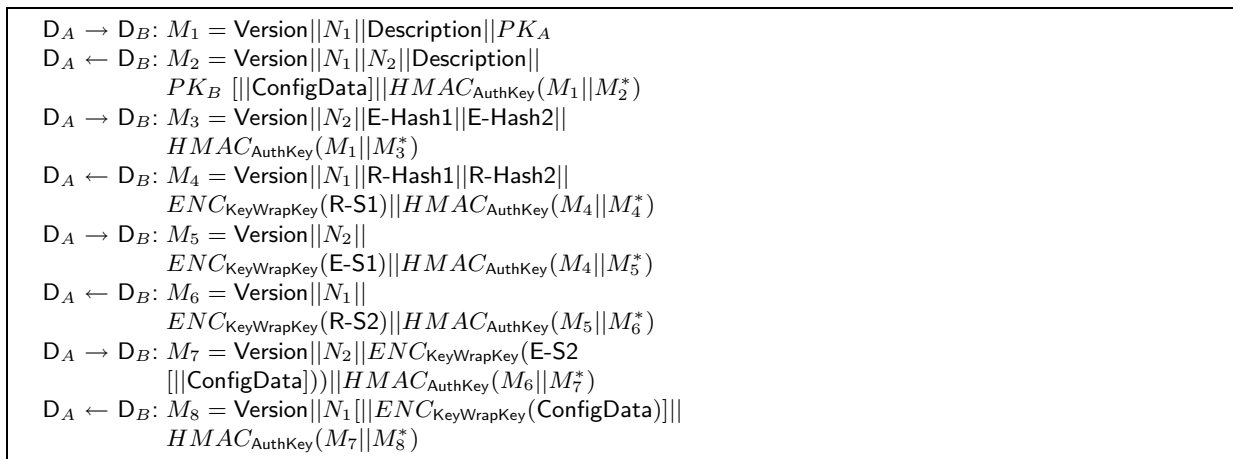 D_A → D_B: M_1 = Version||N_1||Description||PK_A
D_A ← D_B: M_2 = Version||N_1||N_2||Description||
PK_B [||ConfigData]||HMAC_AuthKey(M_1||M_2^*)
D_A → D_B: M_3 = Version||N_2||E-Hash1||E-Hash2||
HMAC_AuthKey(M_1||M_3^*)
D_A ← D_B: M_4 = Version||N_1||R-Hash1||R-Hash2||
ENC_KeyWrapKey(R-S1)||HMAC_AuthKey(M_4||M_4^*)
D_A → D_B: M_5 = Version||N_2||
ENC_KeyWrapKey(E-S1)||HMAC_AuthKey(M_4||M_5^*)
D_A ← D_B: M_6 = Version||N_1||
ENC_KeyWrapKey(R-S2)||HMAC_AuthKey(M_5||M_6^*)
D_A → D_B: M_7 = Version||N_2||ENC_KeyWrapKey(E-S2
[||ConfigData]))||HMAC_AuthKey(M_6||M_7^*)
D_A ← D_B: M_8 = Version||N_1[||ENC_KeyWrapKey(ConfigData)]||
HMAC_AuthKey(M_7||M_8^*)